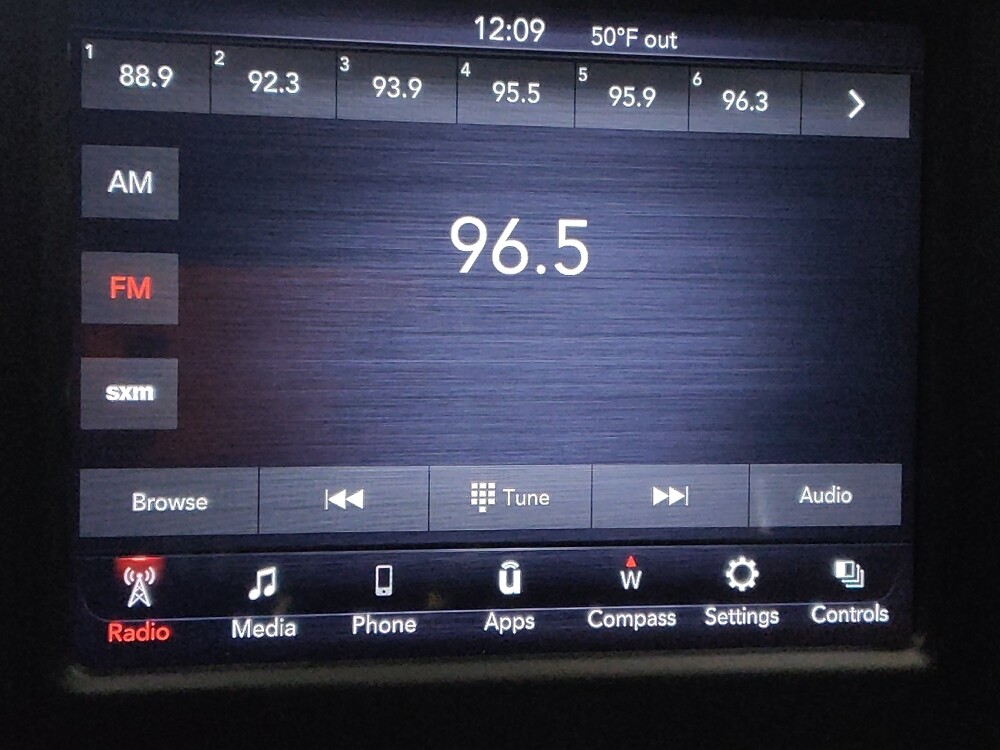 12:09 50°F out
1 88.9 2 92.3 3 93.9 4 95.5 5 95.9 6 96.3
AM
96.5
FM
sxm
Browse Tune Audio
W
Radio Media Phone Apps Compass Settings Controls